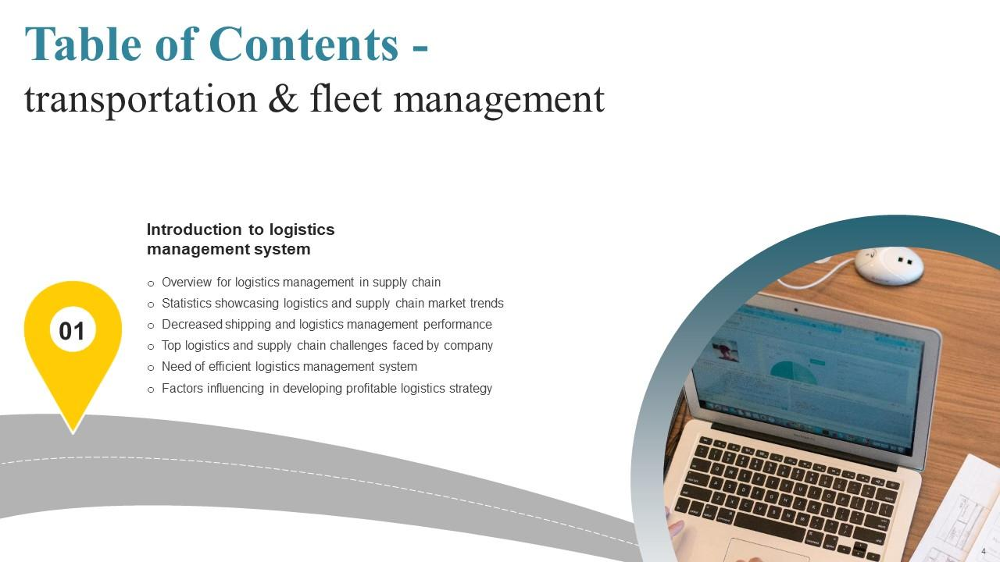 Table of Contents -
transportation & fleet management
Introduction to logistics
management system
o Overview for logistics management in supply chain
o Statistics showcasing logistics and supply chain market trends
o Decreased shipping and logistics management performance
o Top logistics and supply chain challenges faced by company
o Need of efficient logistics management system
o Factors influencing in developing profitable logistics strategy
01
4